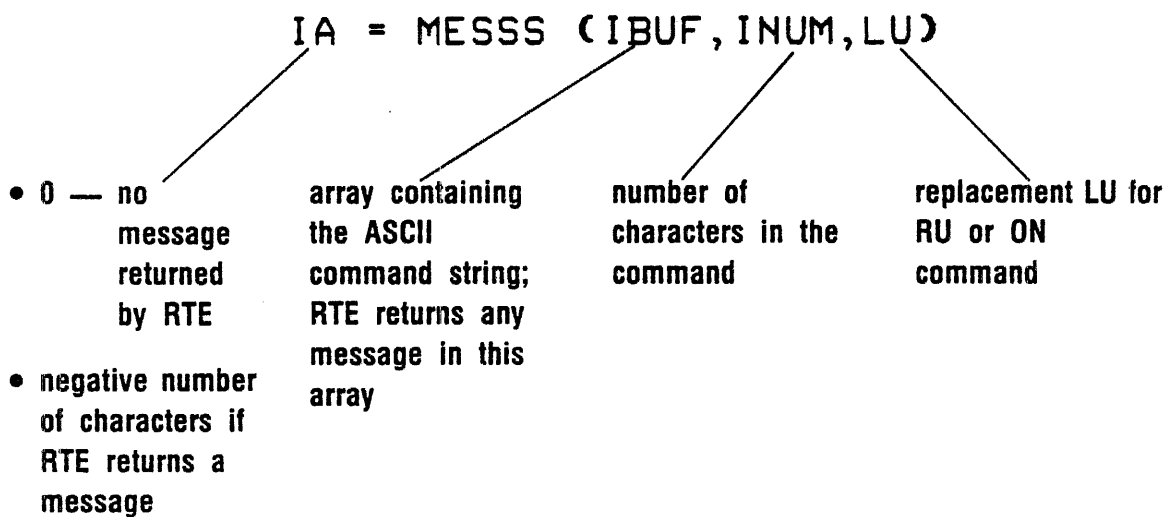 IA = MESSS (IBUF,INUM,LU)
• 0 — no
message
returned
by RTE
• negative number
of characters if
RTE returns a
message
array containing
the ASCII
command string;
RTE returns any
message in this
array
number of
characters in the
command
replacement LU for
RU or ON
command